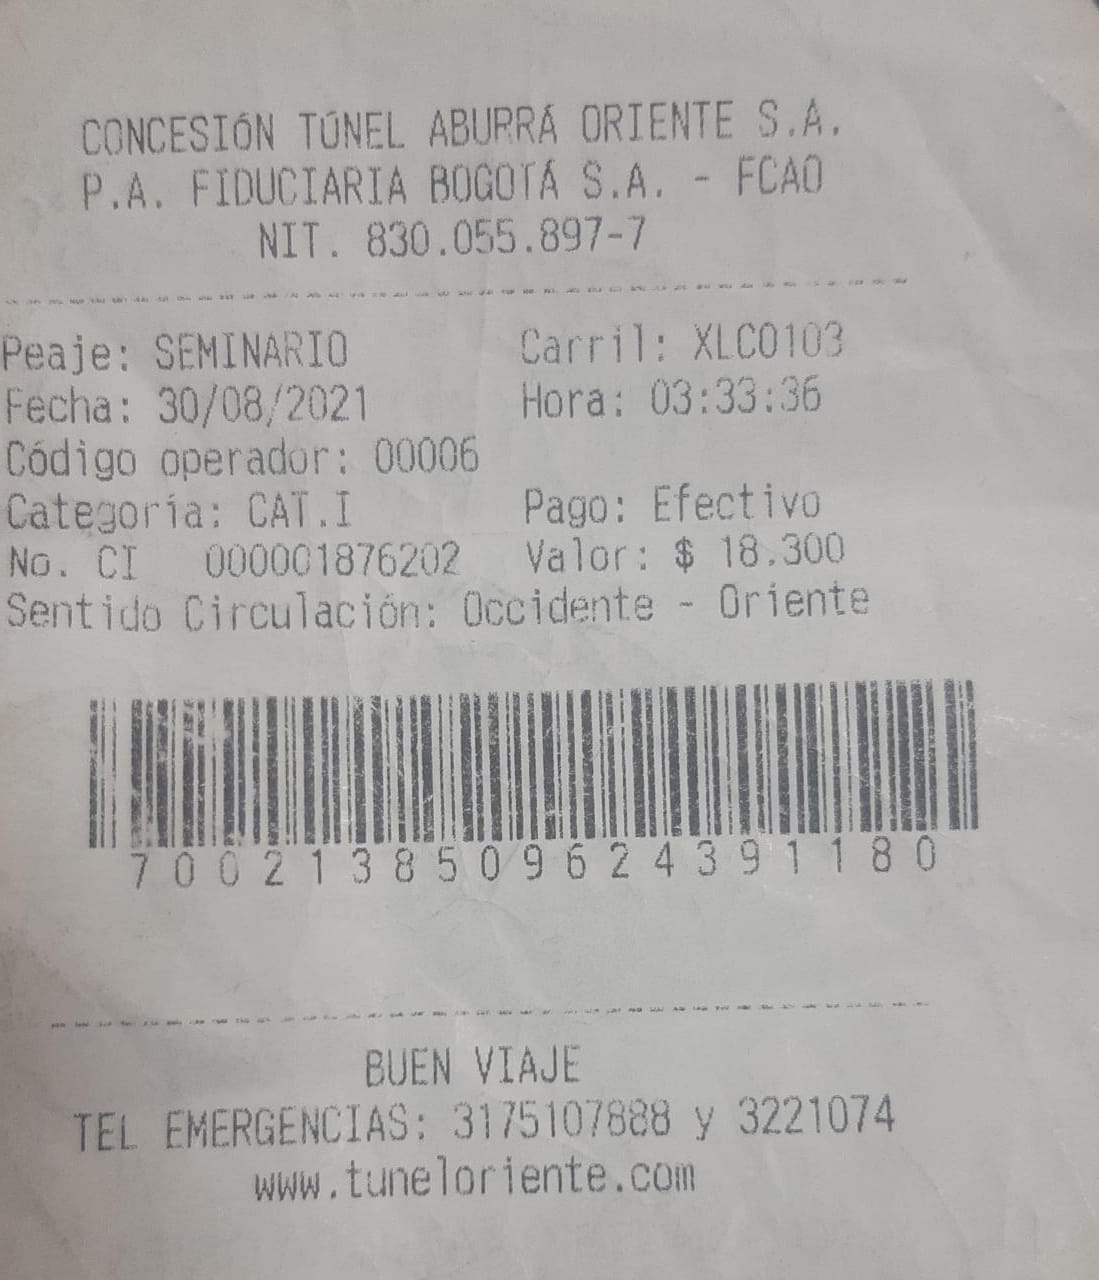 CONCESIÓN TÚNEL ABURRÁ ORIENTE S.A.
P.A. FIDUCIARIA BOGOTÁ S.A. - FCAO
NIT. 830.055.897-7
Peaje: SEMINARIO Carril: XLC0103
Fecha: 30/08/2021 Hora: 03:33:36
Código operador: 00006
Categoría: CAT.I Pago: Efectivo
No. CI 000001876202 Valor: $ 18.300
Sentido Circulación: Occidente - Oriente
7002138509624391180
BUEN VIAJE
TEL EMERGENCIAS: 3175107888 y 3221074
www.tuneloriente.com